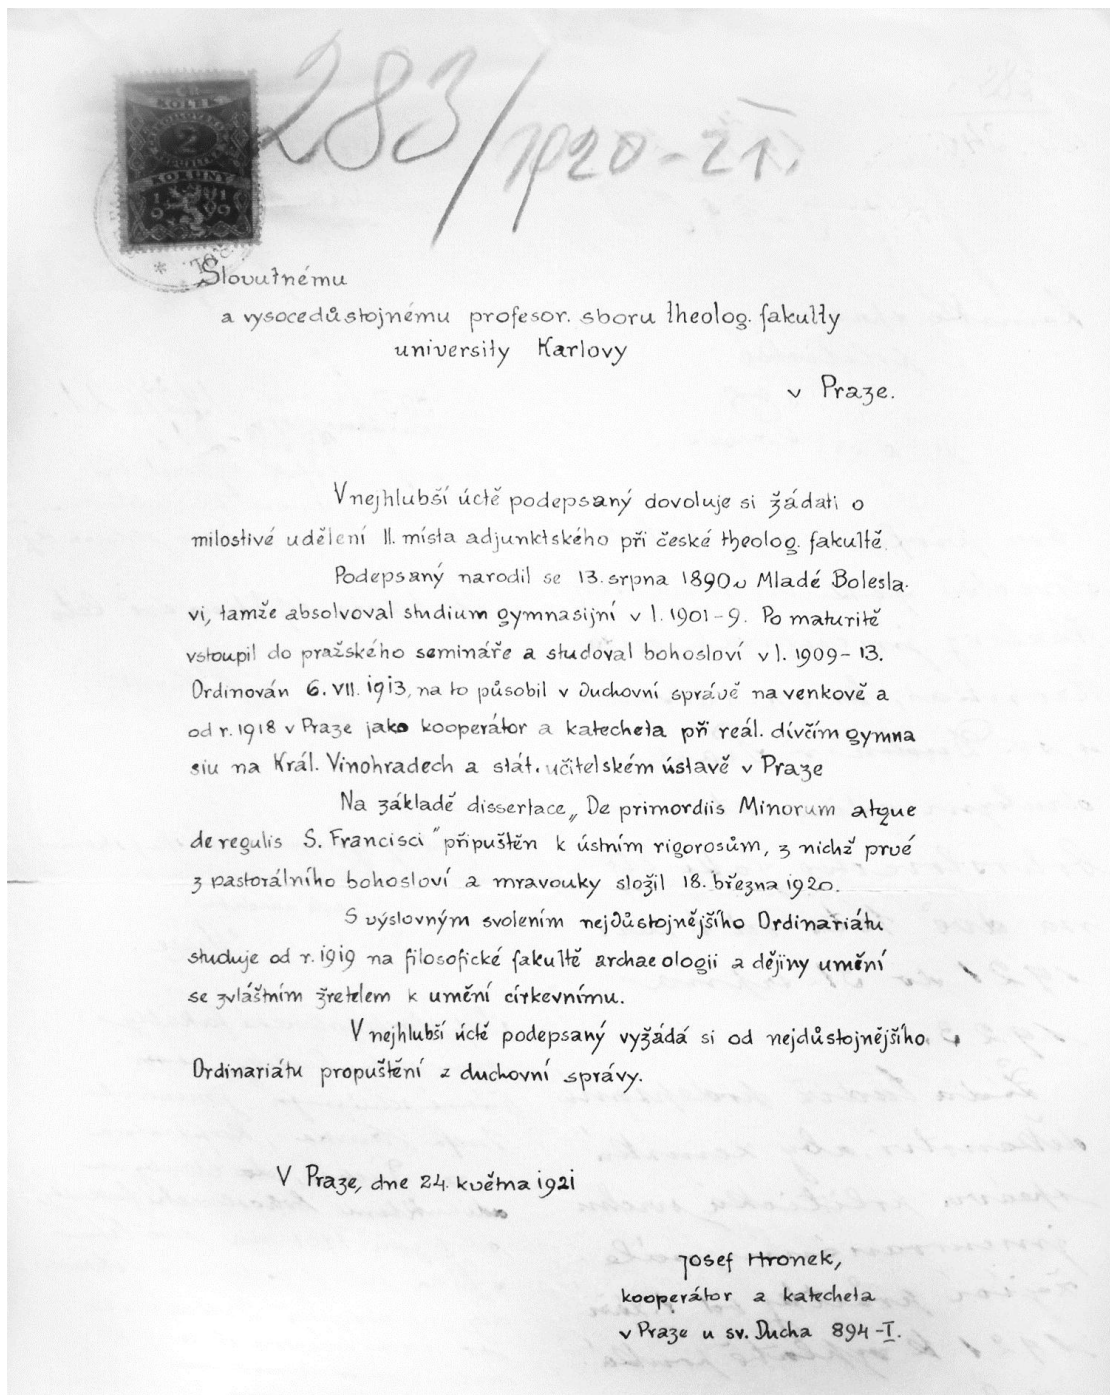 283/1920-21.
KOLEK
2
KORUNY
1919
Slovutnému
a vysocedůstojnému profesor. sboru theolog. fakulty
university Karlovy
v Praze.
V nejhlubší úctě podepsaný dovoluje si žádati o
milostivé udělení II. místa adjunktského při české theolog. fakultě
Podepsaný narodil se 13. srpna 1890 v Mladé Bolesla-
vi, tamže absolvoval studium gymnasijní v l. 1901-9. Po maturitě
vstoupil do pražského semináře a studoval bohosloví v l. 1909-13.
Ordinován 6. VII. 1913, na to působil v duchovní správě na venkově a
od r. 1918 v Praze jako kooperátor a katecheta při reál. dívčím gymna
siu na Král. Vinohradech a stát. učitelském ústavě v Praze
Na základě dissertace „De primordiis Minorum atque
de regulis S. Francisci" připuštěn k ústním rigorosům, z nichž prvé
z pastorálního bohosloví a mravouky složil 18. března 1920.
S výslovným svolením nejdůstojnějšího Ordinariátu
studuje od r. 1919 na filosofické fakultě archaeologii a dějiny umění
se zvláštním zřetelem k umění církevnímu.
V nejhlubší úctě podepsaný vyžádá si od nejdůstojnějšího
Ordinariátu propuštění z duchovní správy.
V Praze, dne 24. května 1921
Josef Hronek,
kooperátor a katecheta
v Praze u sv. Ducha 894-I.